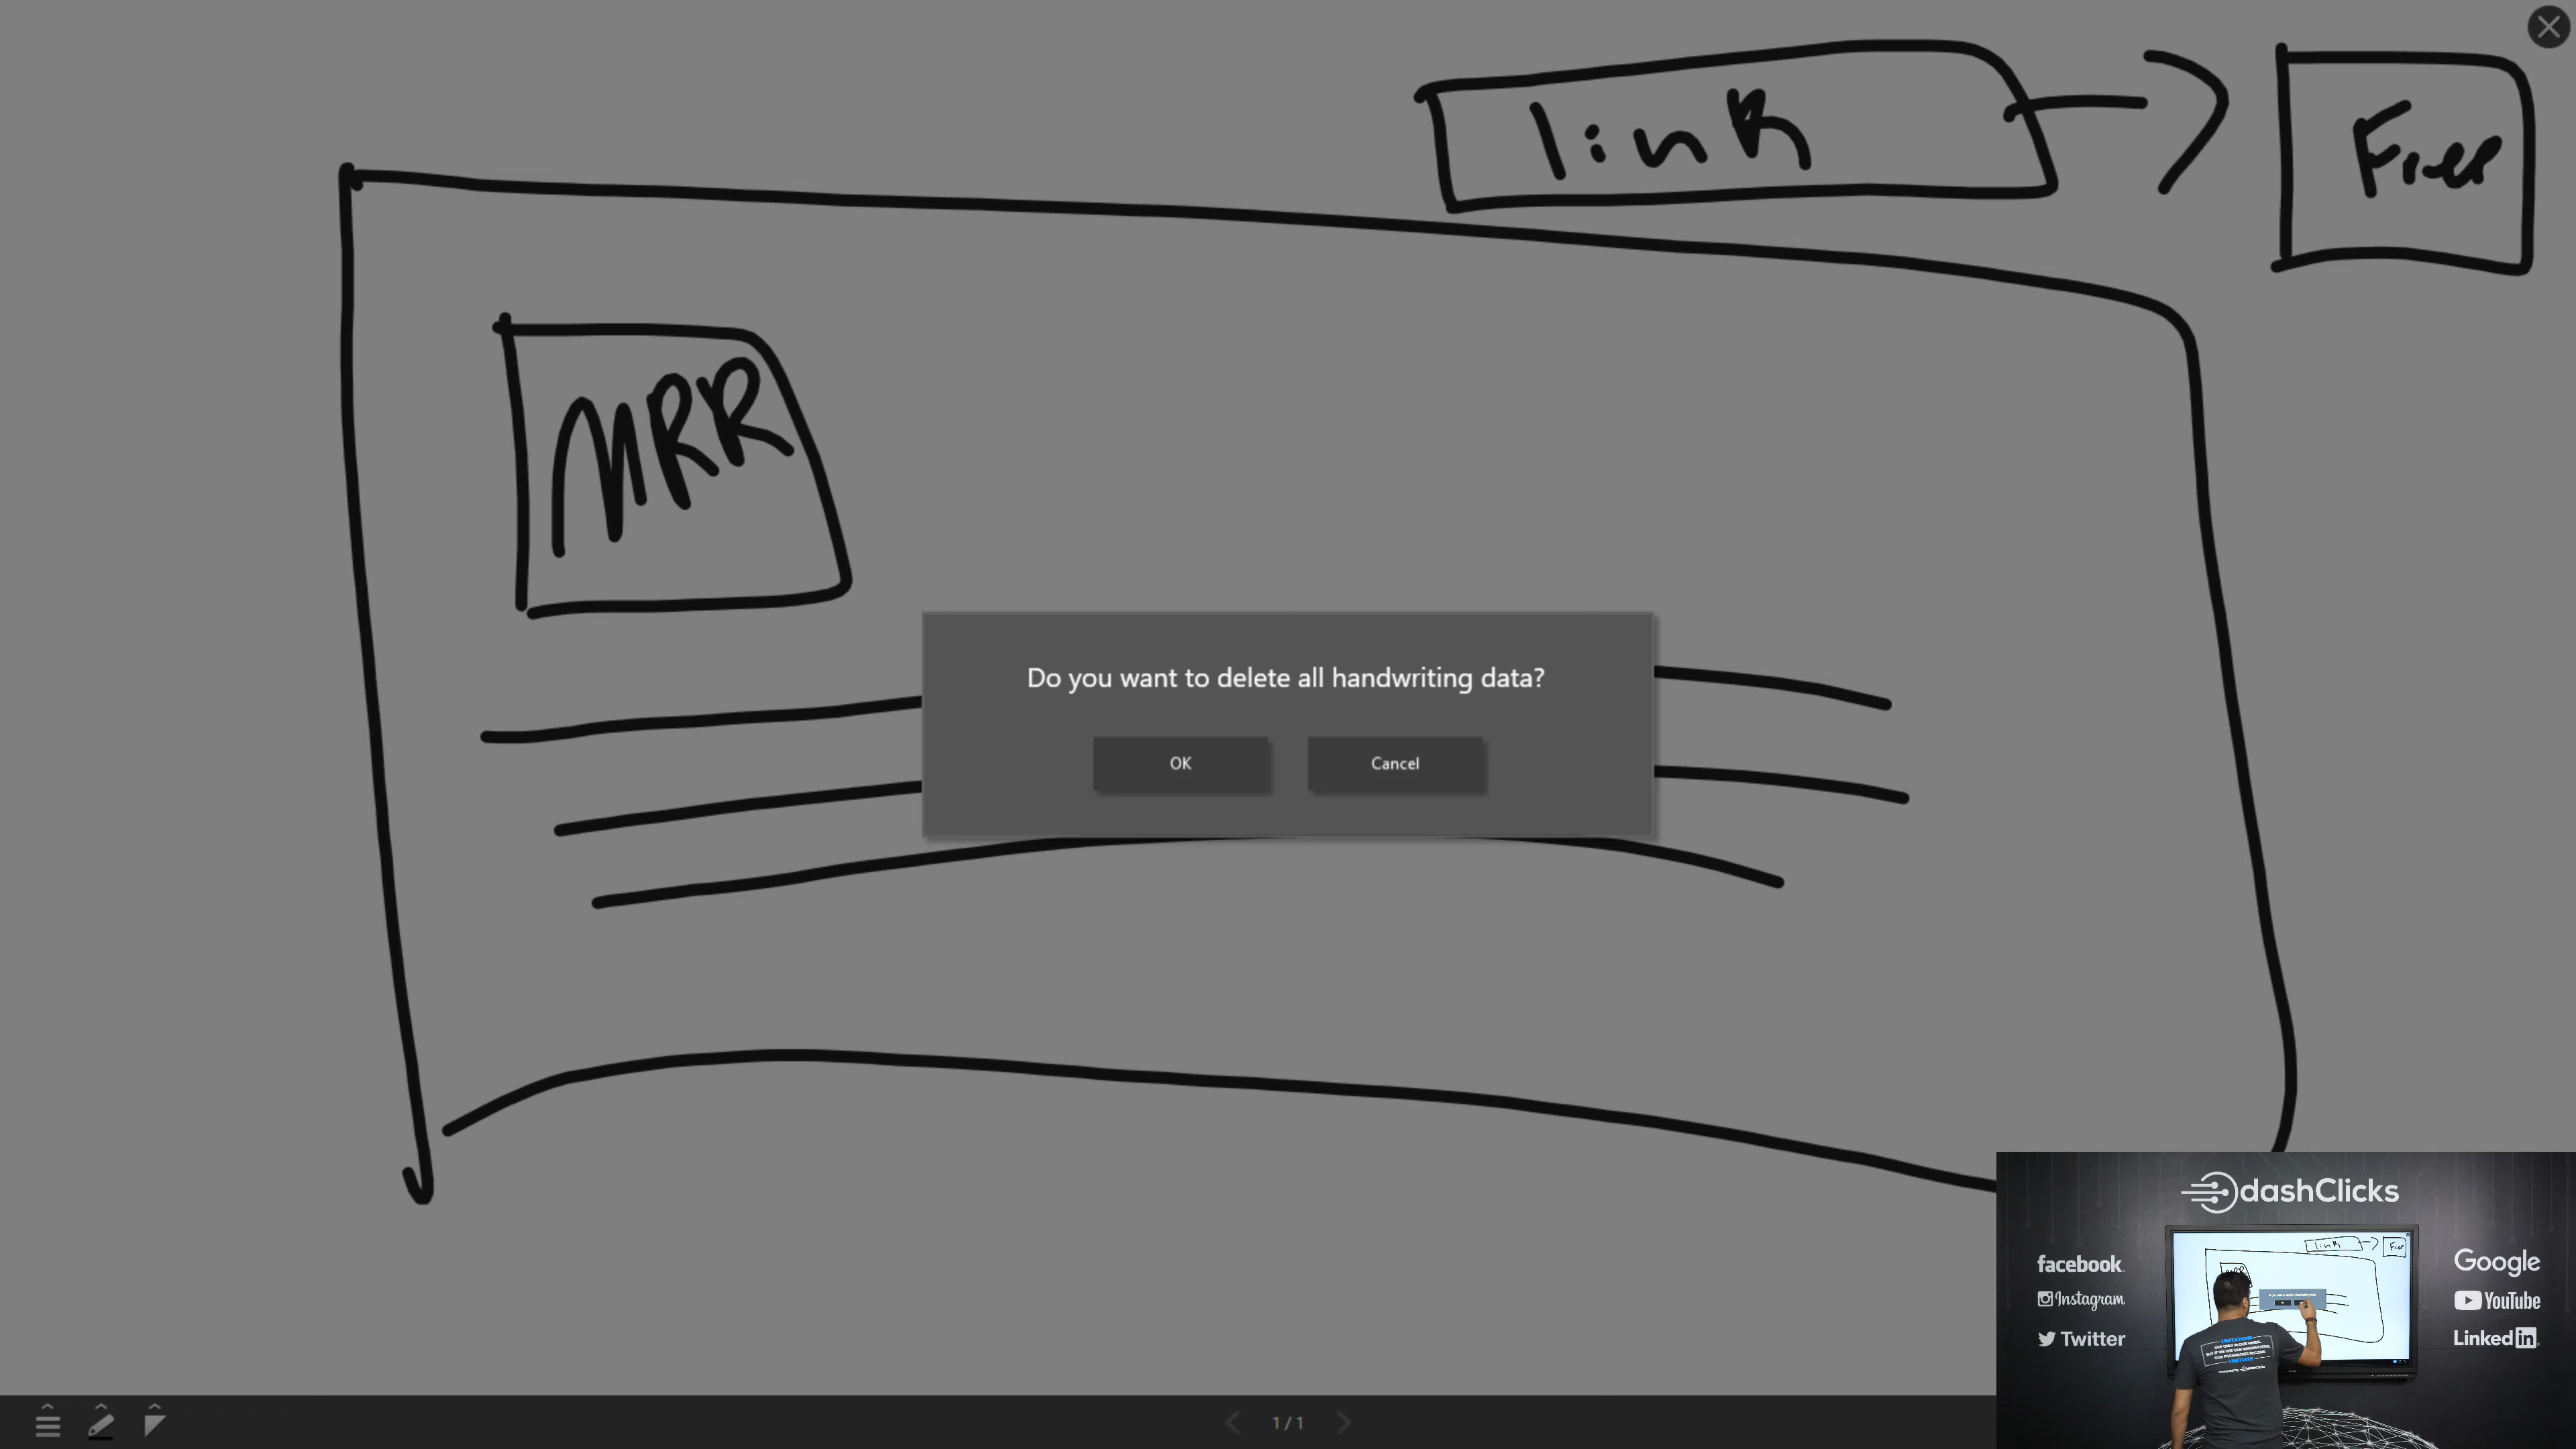 link
Free
MRR
Do you want to delete all handwriting data?
OK
Cancel
1 / 1
dashClicks
facebook
Instagram
Twitter
Google
YouTube
Linked in
link